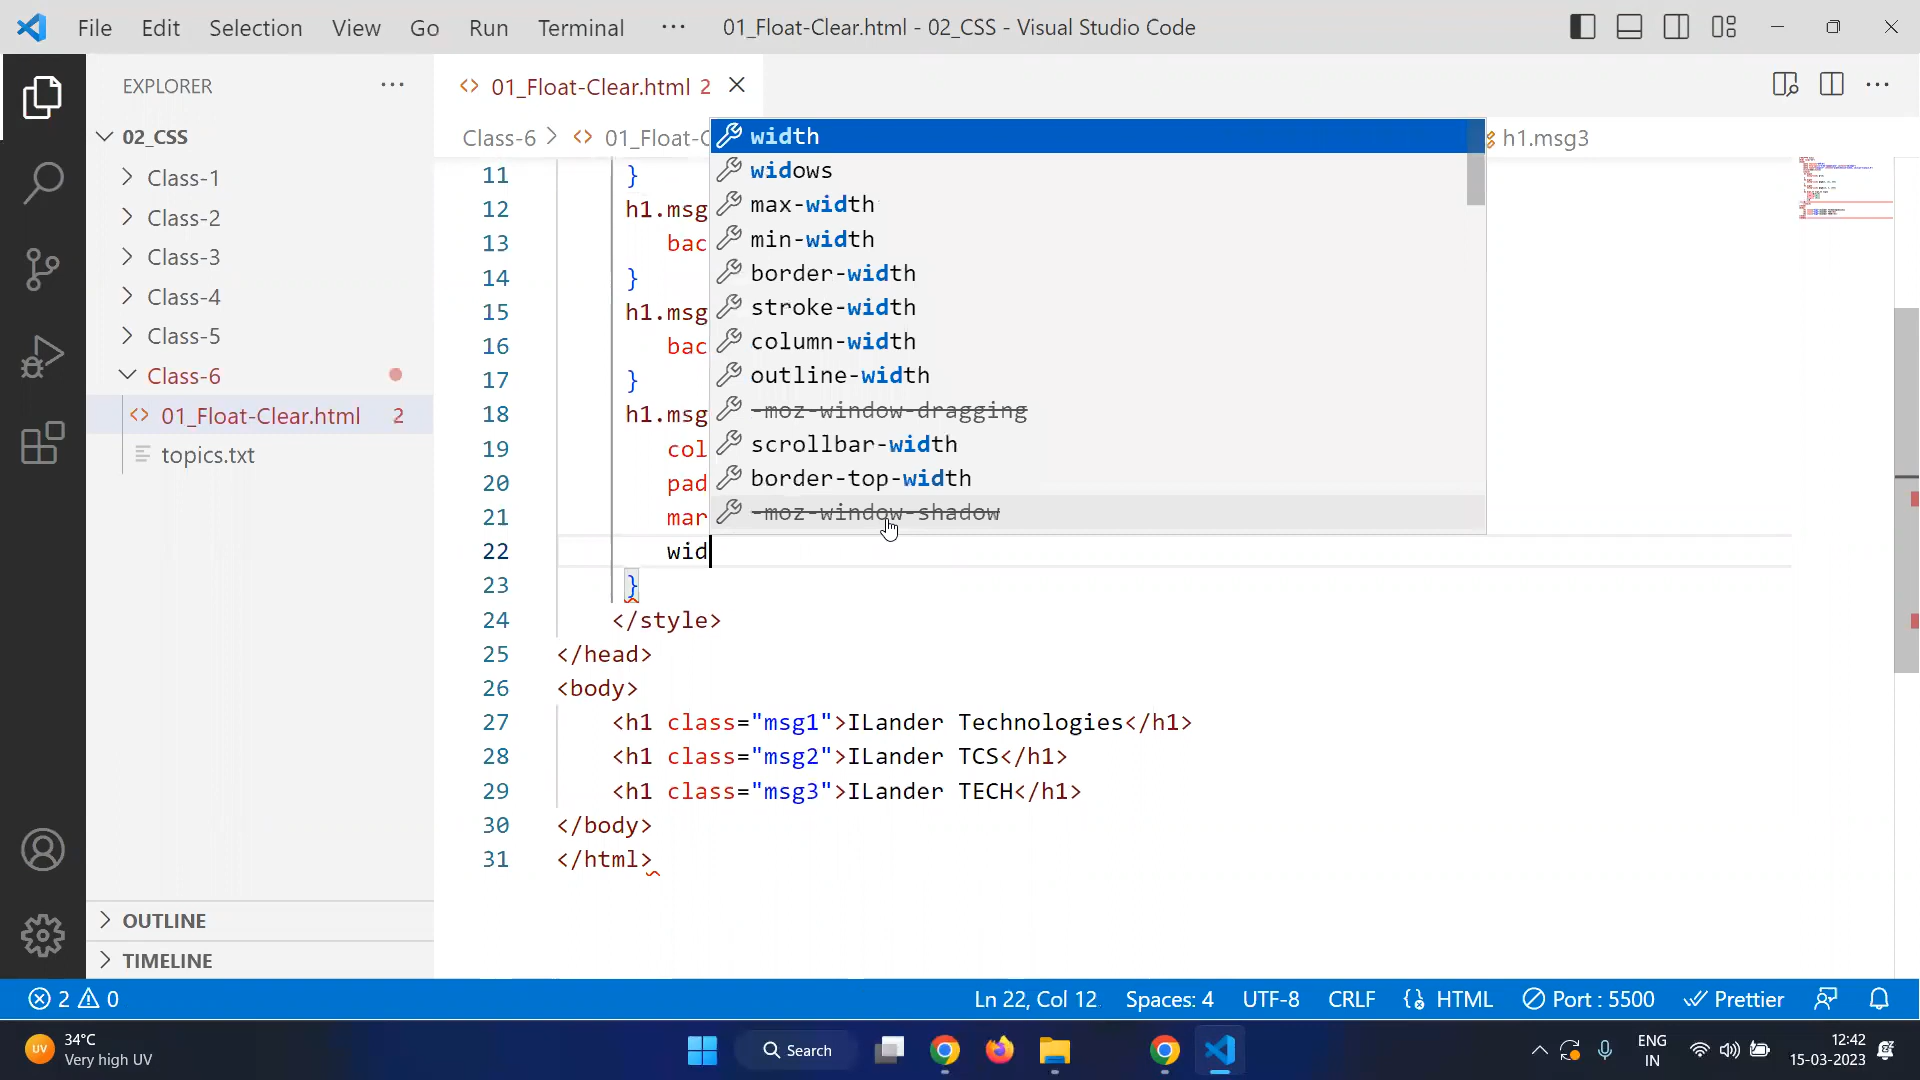 File Edit Selection View Go Run Terminal ··· 01_Float-Clear.html - 02_CSS - Visual Studio Code
EXPLORER ···
02_CSS
Class-1
Class-2
Class-3
Class-4
Class-5
Class-6
01_Float-Clear.html 2
topics.txt
OUTLINE
TIMELINE
01_Float-Clear.html 2
Class-6 > 01_Float-C
h1.msg3
width
widows
max-width
min-width
border-width
stroke-width
column-width
outline-width
-moz-window-dragging
scrollbar-width
border-top-width
-moz-window-shadow
11 }
12 h1.msg
13 bac
14 }
15 h1.msg
16 bac
17 }
18 h1.msg
19 col
20 pad
21 mar
22 wid
23 }
24 </style>
25 </head>
26 <body>
27 <h1 class="msg1">ILander Technologies</h1>
28 <h1 class="msg2">ILander TCS</h1>
29 <h1 class="msg3">ILander TECH</h1>
30 </body>
31 </html>
2 0 Ln 22, Col 12 Spaces: 4 UTF-8 CRLF HTML Port : 5500 Prettier
UV 34°C
Very high UV
Search
ENG
IN
12:42
15-03-2023